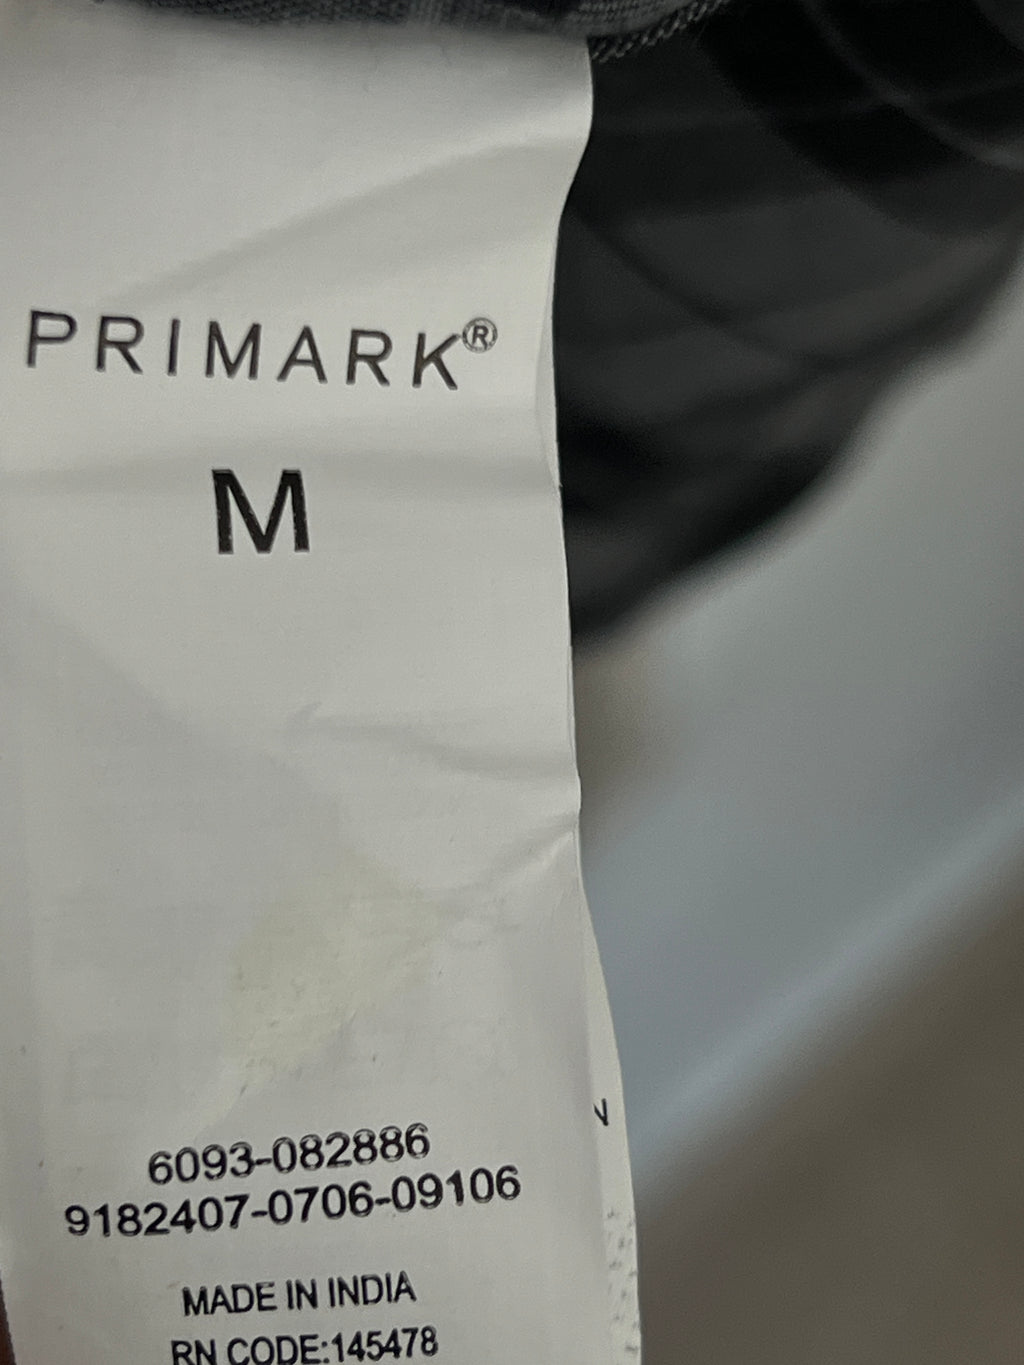 PRIMARK®
M
6093-082886
9182407-0706-09106
MADE IN INDIA
RN CODE:145478